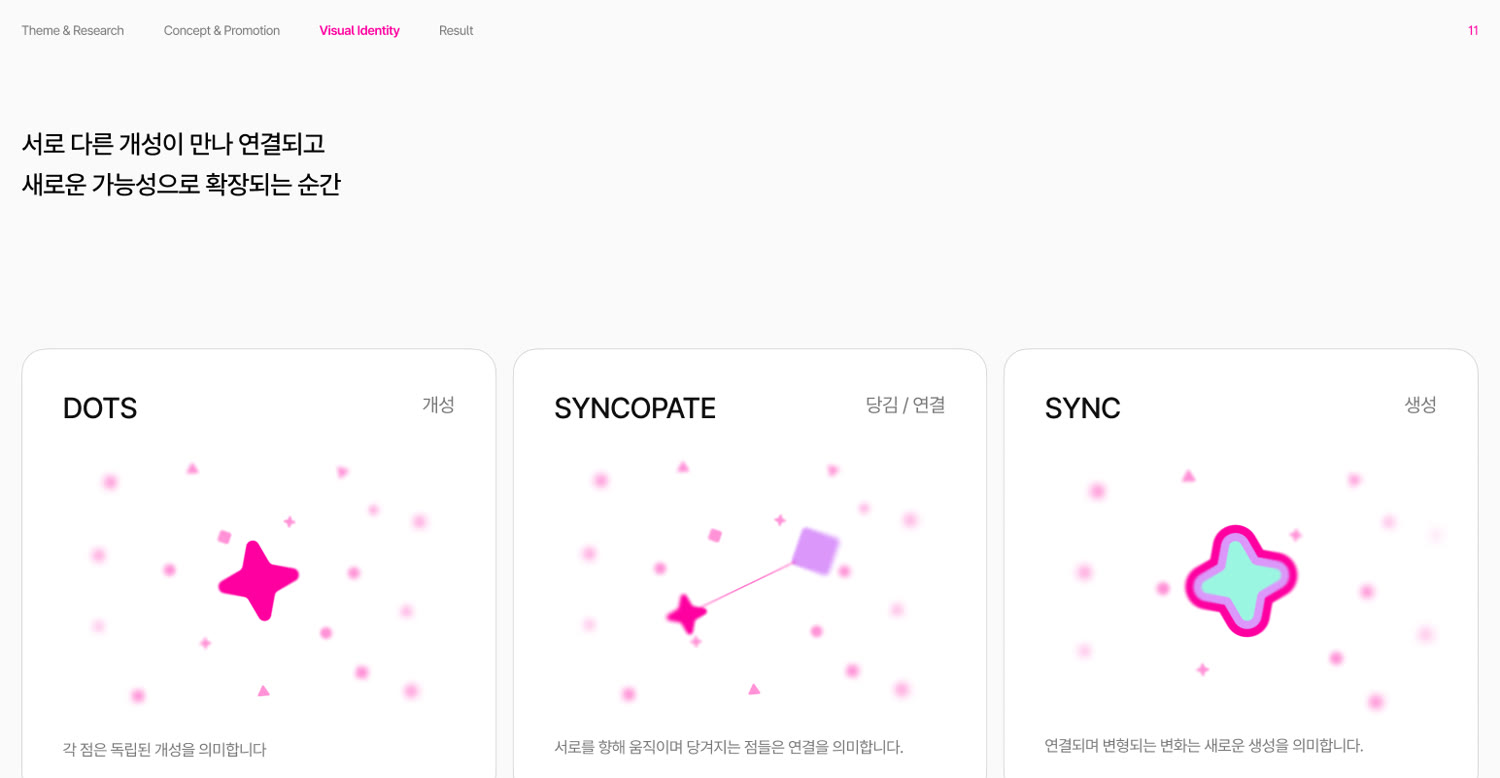 Theme & Research Concept & Promotion Visual Identity Result 11
서로 다른 개성이 만나 연결되고
새로운 가능성으로 확장되는 순간
DOTS 개성
각 점은 독립된 개성을 의미합니다
SYNCOPATE 당김 / 연결
서로를 향해 움직이며 당겨지는 점들은 연결을 의미합니다.
SYNC 생성
연결되며 변형되는 변화는 새로운 생성을 의미합니다.